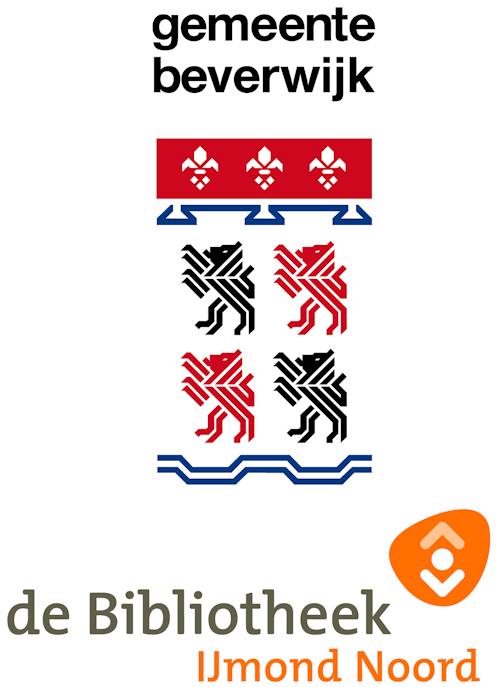 gemeente
beverwijk
de Bibliotheek
IJmond Noord